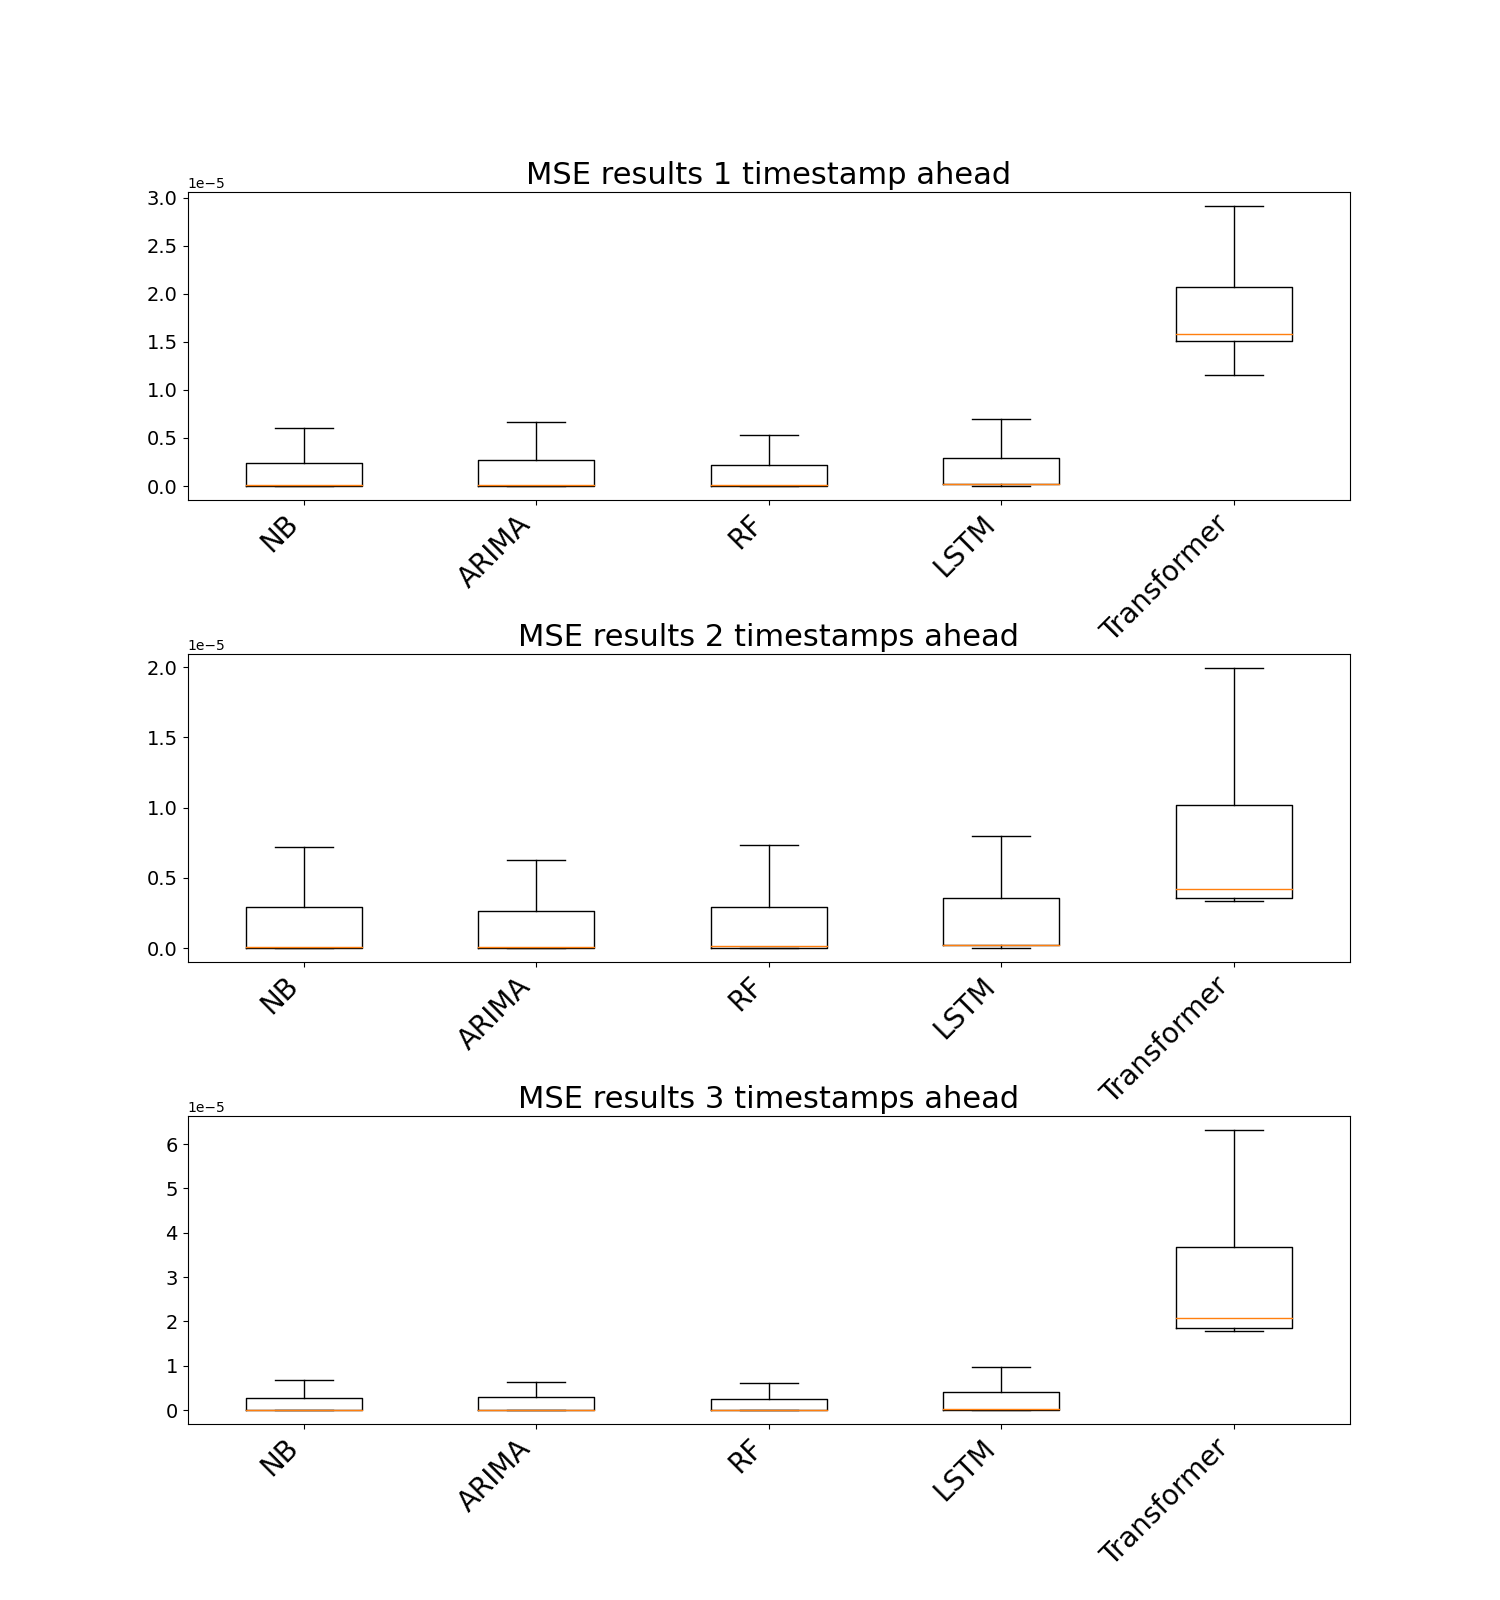 MSE results 1 timestamp ahead
1e−5
3.0
2.5
2.0
1.5
1.0
0.5
0.0
NB
ARIMA
RF
LSTM
Transformer
MSE results 2 timestamps ahead
1e−5
2.0
1.5
1.0
0.5
0.0
NB
ARIMA
RF
LSTM
Transformer
MSE results 3 timestamps ahead
1e−5
6
5
4
3
2
1
0
NB
ARIMA
RF
LSTM
Transformer